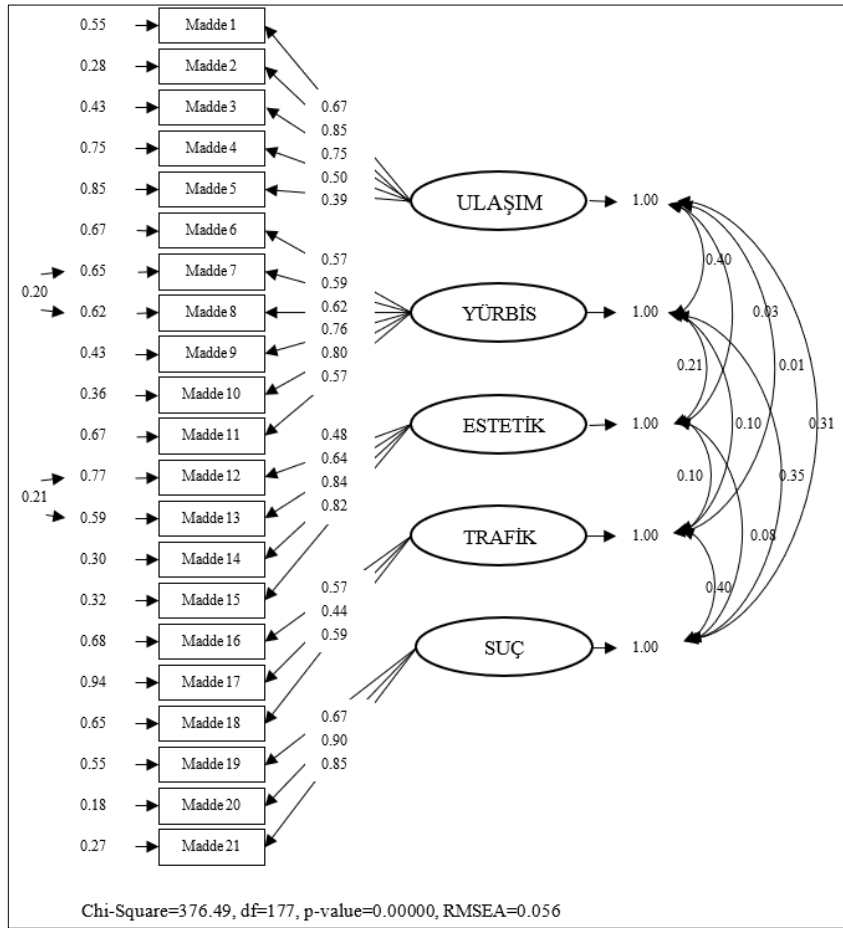 0.55 Madde 1
0.28 Madde 2
0.43 Madde 3
0.75 Madde 4
0.85 Madde 5
0.67 Madde 6
0.65 Madde 7
0.62 Madde 8
0.43 Madde 9
0.36 Madde 10
0.67 Madde 11
0.77 Madde 12
0.59 Madde 13
0.30 Madde 14
0.32 Madde 15
0.68 Madde 16
0.94 Madde 17
0.65 Madde 18
0.55 Madde 19
0.18 Madde 20
0.27 Madde 21
0.20
0.21
0.67
0.85
0.75
0.50
0.39
0.57
0.59
0.62
0.76
0.80
0.57
0.48
0.64
0.84
0.82
0.57
0.44
0.59
0.67
0.90
0.85
ULAŞIM 1.00
YÜRBİS 1.00
ESTETİK 1.00
TRAFİK 1.00
SUÇ 1.00
0.40
0.03
0.21
0.01
0.10
0.31
0.10
0.35
0.08
0.40
Chi-Square=376.49, df=177, p-value=0.00000, RMSEA=0.056